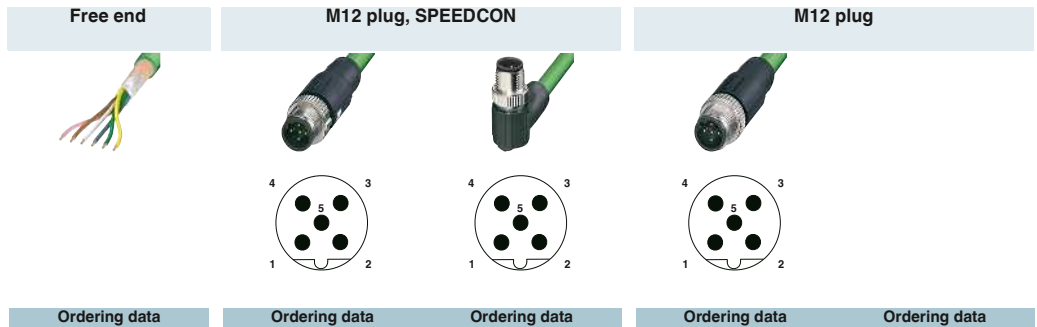 Free end
M12 plug, SPEEDCON
M12 plug
4 3
5
1 2
4 3
5
1 2
4 3
5
1 2
Ordering data
Ordering data
Ordering data
Ordering data
Ordering data